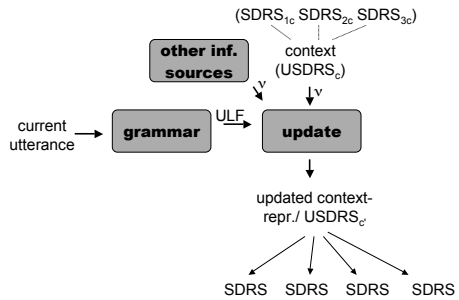 (SDRS1c SDRS2c SDRS3c)
other inf.
sources
context
(USDRSc)
ν
ν
current
utterance
grammar
ULF
update
updated context-
repr./ USDRSc'
SDRS SDRS SDRS SDRS